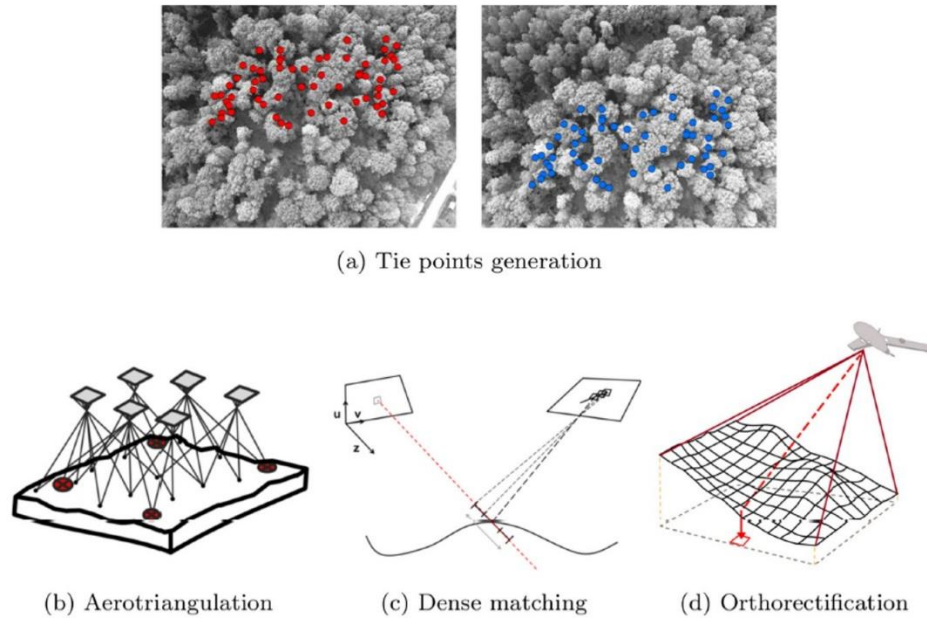 (a) Tie points generation
u
v
z
(b) Aerotriangulation
(c) Dense matching
(d) Orthorectification